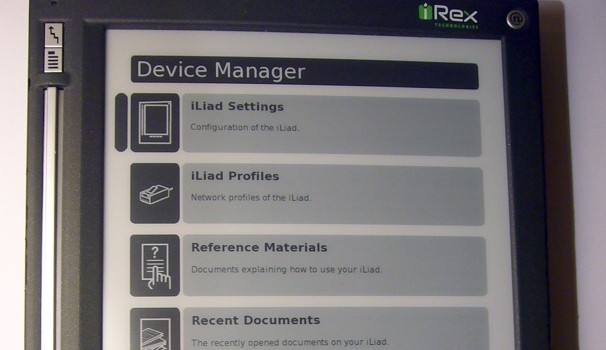 iRex
TECHNOLOGIES
Device Manager
iLiad Settings
Configuration of the iLiad.
iLiad Profiles
Network profiles of the iLiad.
?
Reference Materials
Documents explaining how to use your iLiad.
Recent Documents
The recently opened documents on your iLiad.